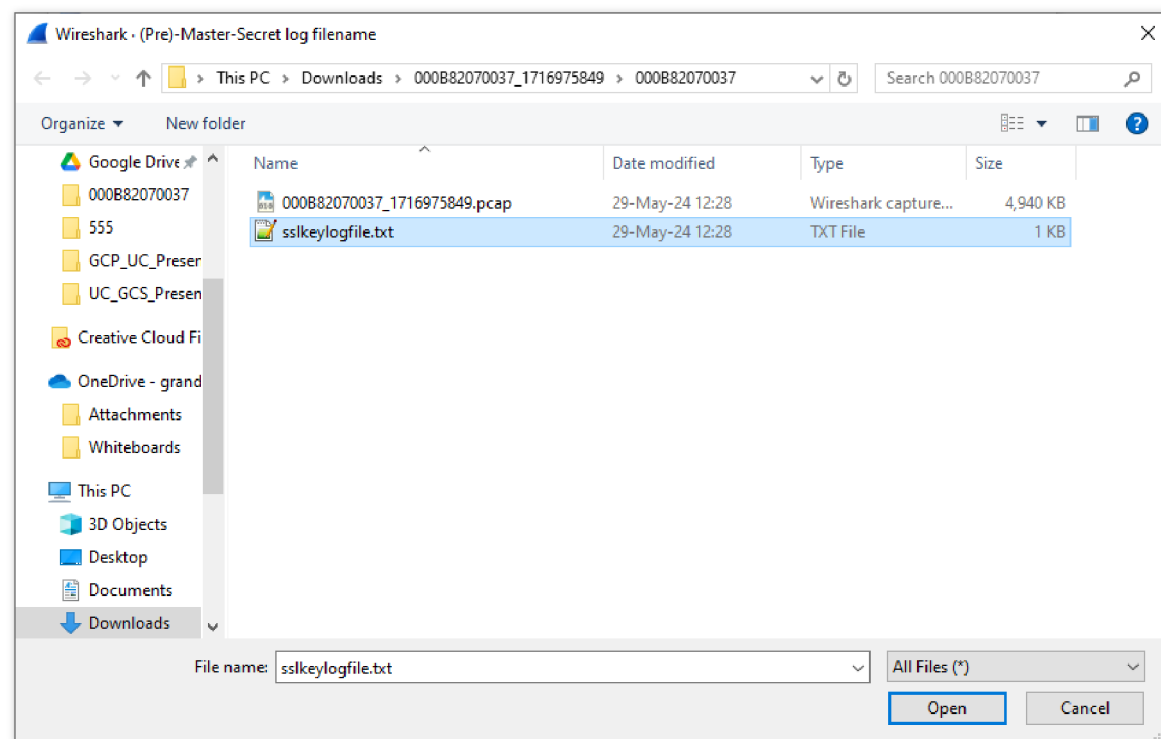 Wireshark · (Pre)-Master-Secret log filename
This PC > Downloads > 000B82070037_1716975849 > 000B82070037
Search 000B82070037
Organize
New folder
?
Google Drive
000B82070037
555
GCP_UC_Presen
UC_GCS_Presen
Creative Cloud Fi
OneDrive - grand
Attachments
Whiteboards
This PC
3D Objects
Desktop
Documents
Downloads
Name Date modified Type Size
000B82070037_1716975849.pcap 29-May-24 12:28 Wireshark capture... 4,940 KB
sslkeylogfile.txt 29-May-24 12:28 TXT File 1 KB
File name: sslkeylogfile.txt All Files (*)
Open Cancel